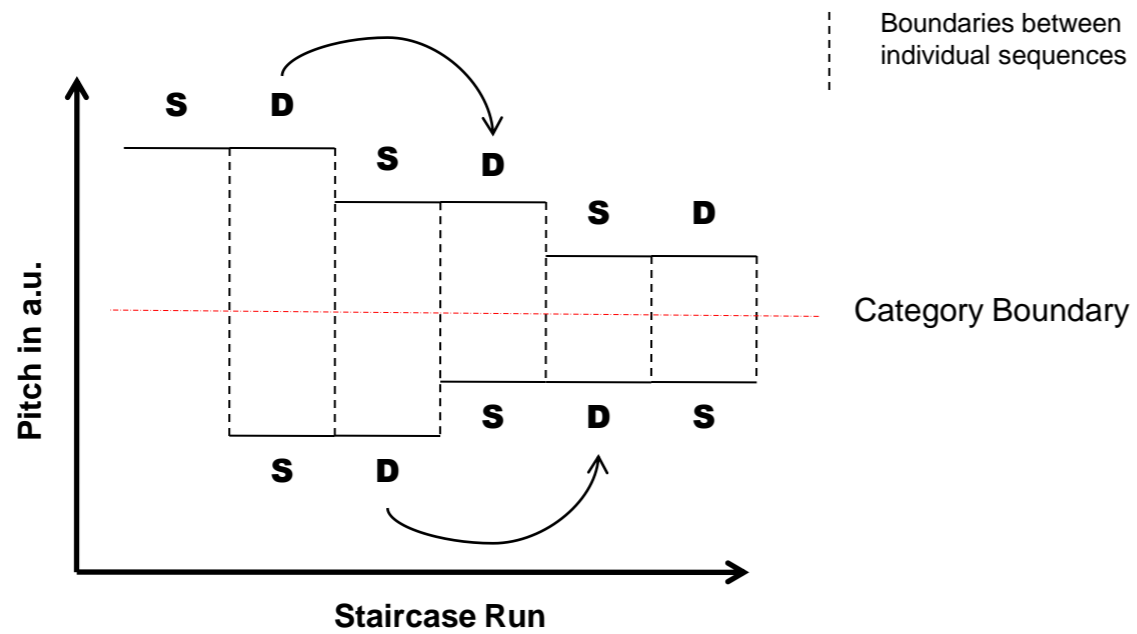 Boundaries between
individual sequences
S D
S D
S D
Category Boundary
S D S
S D
Pitch in a.u.
Staircase Run